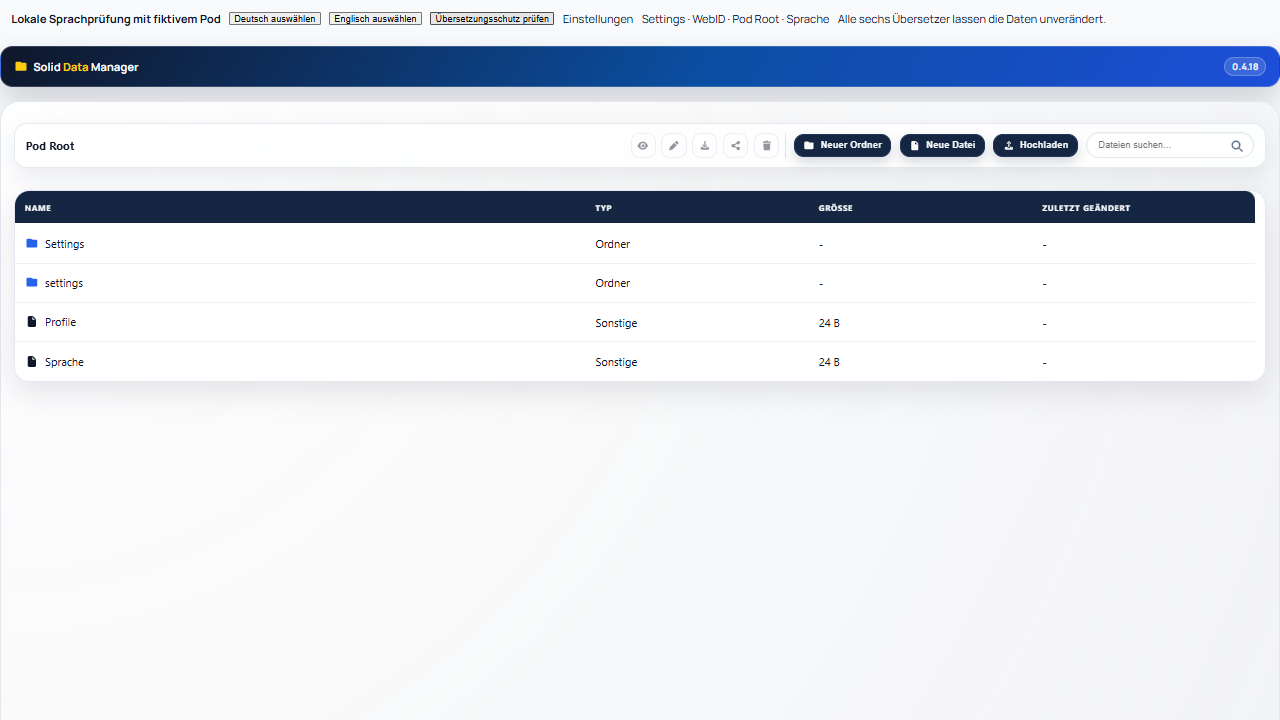 Lokale Sprachprüfung mit fiktivem Pod Deutsch auswählen Englisch auswählen Übersetzungsschutz prüfen Einstellungen Settings · WebID · Pod Root · Sprache Alle sechs Übersetzer lassen die Daten unverändert.
Solid Data Manager 0.4.18
Pod Root Neuer Ordner Neue Datei Hochladen Dateien suchen...
NAME TYP GRÖSSE ZULETZT GEÄNDERT
Settings Ordner - -
settings Ordner - -
Profile Sonstige 24 B -
Sprache Sonstige 24 B -